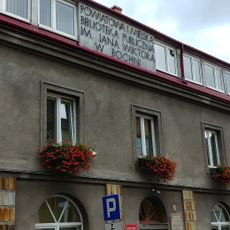 POWIATOWA I MIEJSKA
BIBLIOTEKA PUBLICZNA
IM. JANA WIKTORA
W BOCHNI
P